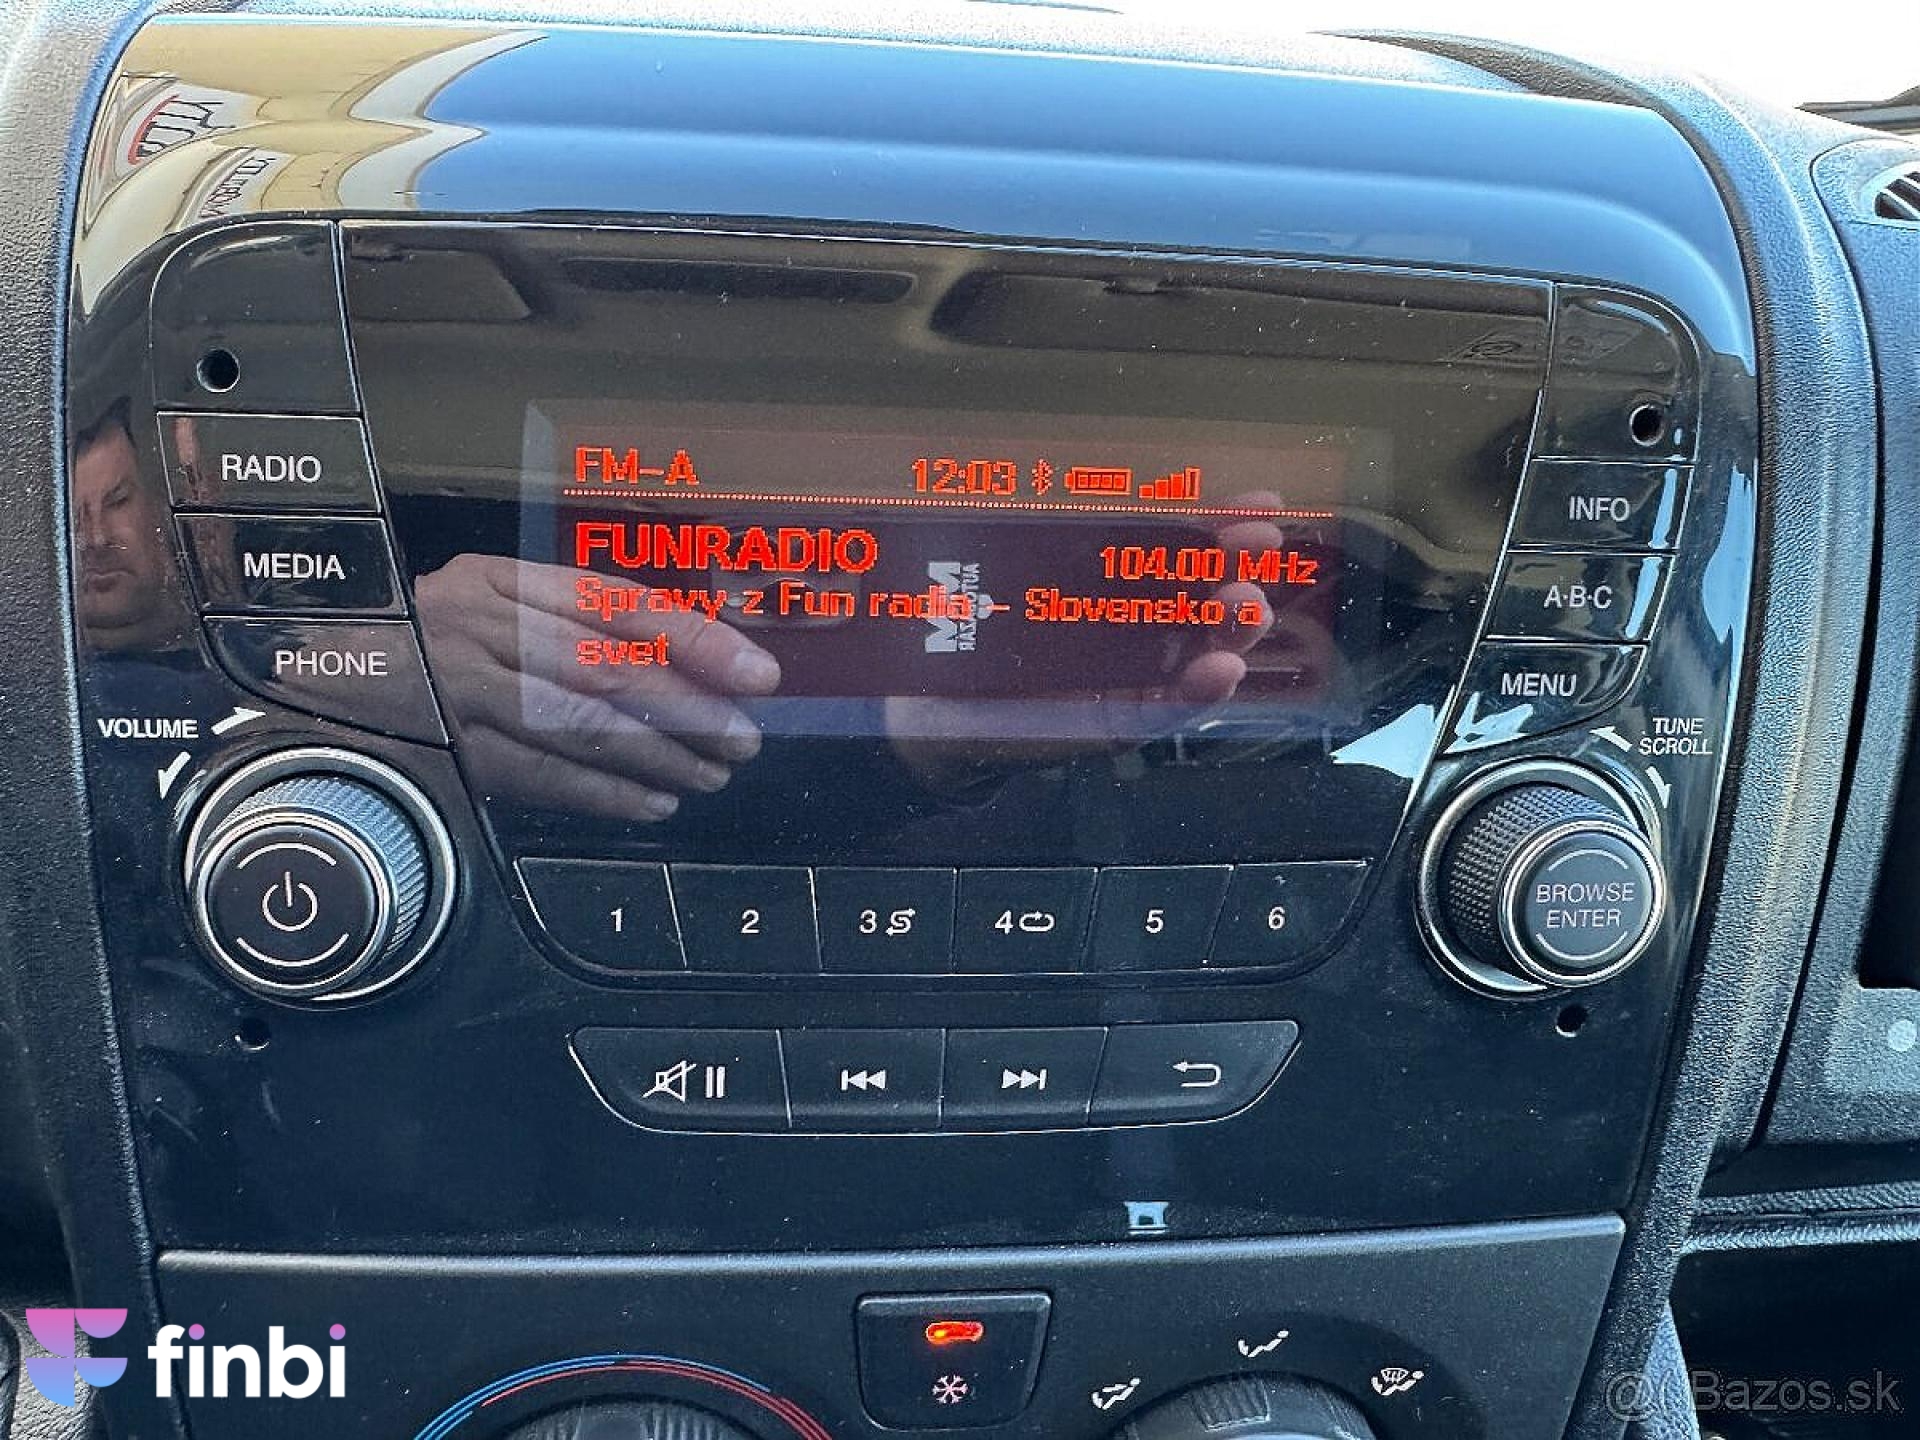 FM-A 12:03
FUNRADIO 104.00 MHz
Spravy z Fun radia - Slovensko a
svet
RADIO
MEDIA
PHONE
INFO
A·B·C
MENU
VOLUME
TUNE
SCROLL
BROWSE
ENTER
1 2 3 4 5 6
finbi
Bazos.sk